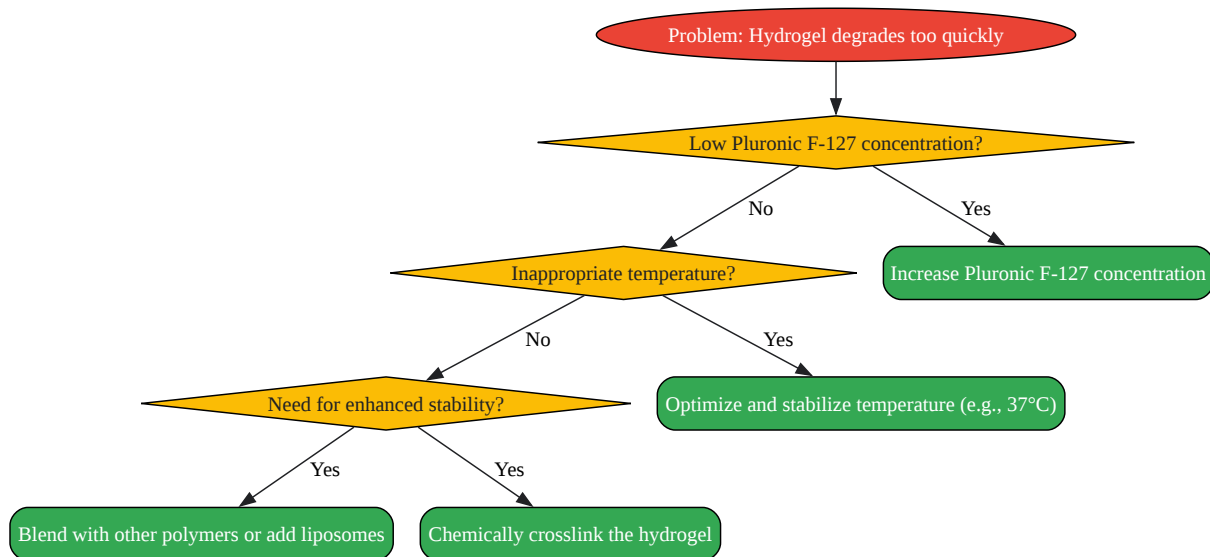 Problem: Hydrogel degrades too quickly
Low Pluronic F-127 concentration?
No
Yes
Inappropriate temperature?
Increase Pluronic F-127 concentration
No
Yes
Need for enhanced stability?
Optimize and stabilize temperature (e.g., 37°C)
Yes
Yes
Blend with other polymers or add liposomes
Chemically crosslink the hydrogel